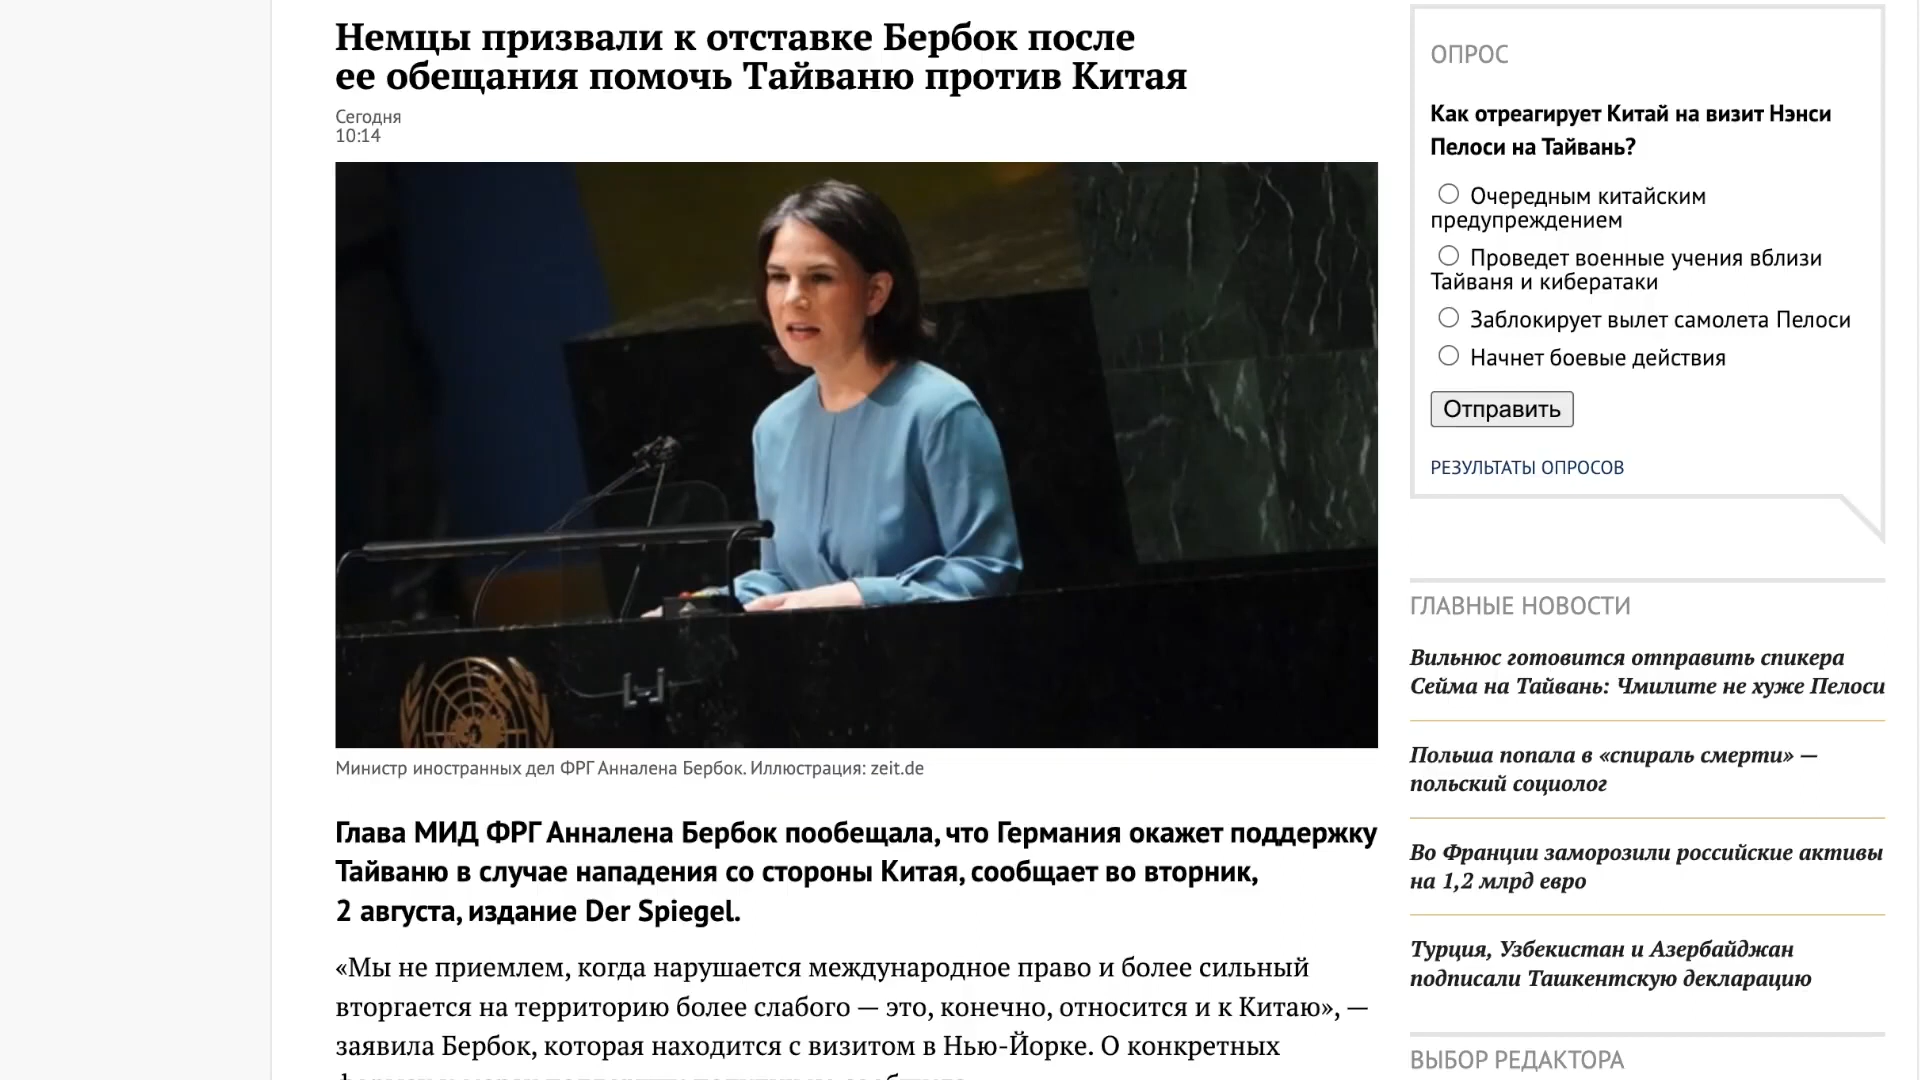 Немцы призвали к отставке Бербок после
ее обещания помочь Тайваню против Китая
Сегодня
10:14
Министр иностранных дел ФРГ Анналена Бербок. Иллюстрация: zeit.de
Глава МИД ФРГ Анналена Бербок пообещала, что Германия окажет поддержку
Тайваню в случае нападения со стороны Китая, сообщает во вторник,
2 августа, издание Der Spiegel.
«Мы не приемлем, когда нарушается международное право и более сильный
вторгается на территорию более слабого — это, конечно, относится и к Китаю», —
заявила Бербок, которая находится с визитом в Нью-Йорке. О конкретных
ОПРОС
Как отреагирует Китай на визит Нэнси
Пелоси на Тайвань?
Очередным китайским
предупреждением
Проведет военные учения вблизи
Тайваня и кибератаки
Заблокирует вылет самолета Пелоси
Начнет боевые действия
Отправить
РЕЗУЛЬТАТЫ ОПРОСОВ
ГЛАВНЫЕ НОВОСТИ
Вильнюс готовится отправить спикера
Сейма на Тайвань: Чмилите не хуже Пелоси
Польша попала в «спираль смерти» —
польский социолог
Во Франции заморозили российские активы
на 1,2 млрд евро
Турция, Узбекистан и Азербайджан
подписали Ташкентскую декларацию
ВЫБОР РЕДАКТОРА